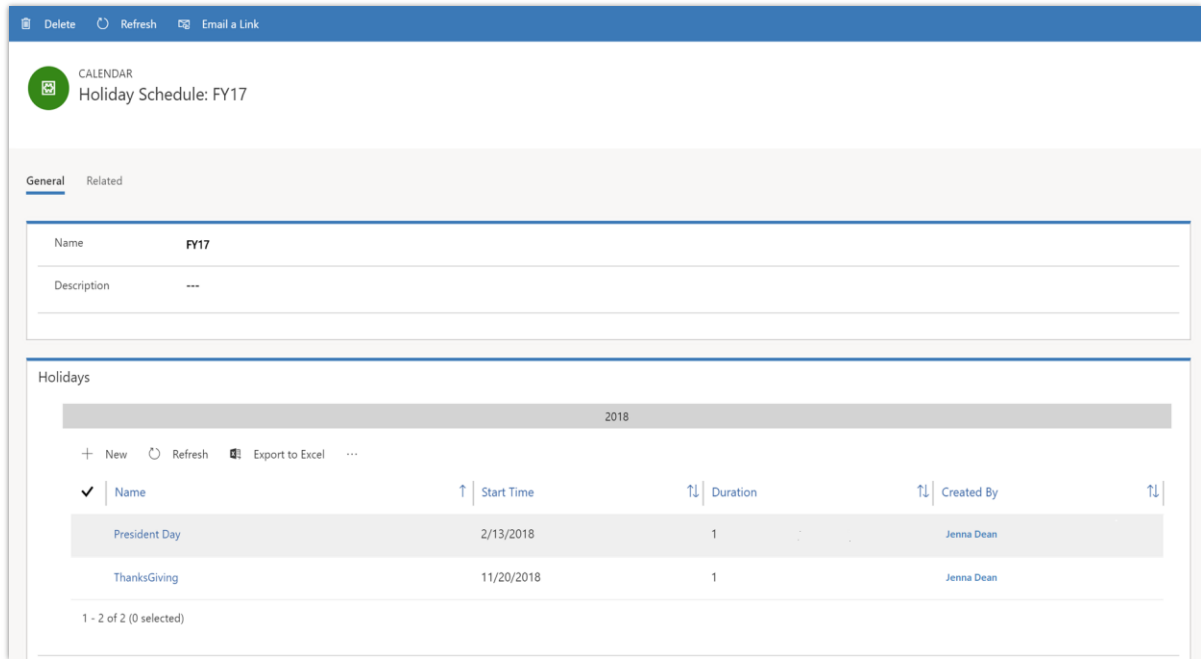 Delete Refresh Email a Link
CALENDAR
Holiday Schedule: FY17
General Related
Name FY17
Description ---
Holidays
2018
New Refresh Export to Excel ...
Name Start Time Duration Created By
President Day 2/13/2018 1 Jenna Dean
ThanksGiving 11/20/2018 1 Jenna Dean
1 - 2 of 2 (0 selected)